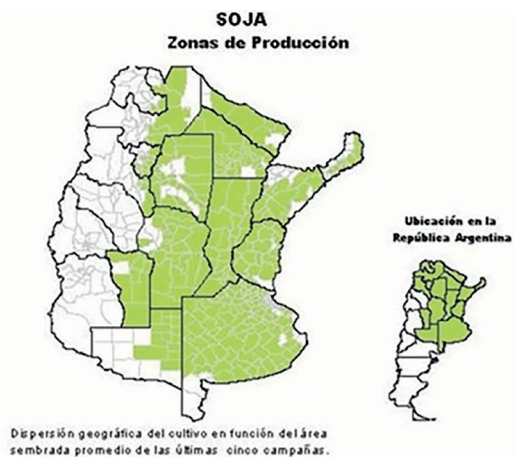 SOJA
Zonas de Producción
Ubicación en la
República Argentina
Dispersión geográfica del cultivo en función del área
sembrada promedio de las últimas cinco campañas.